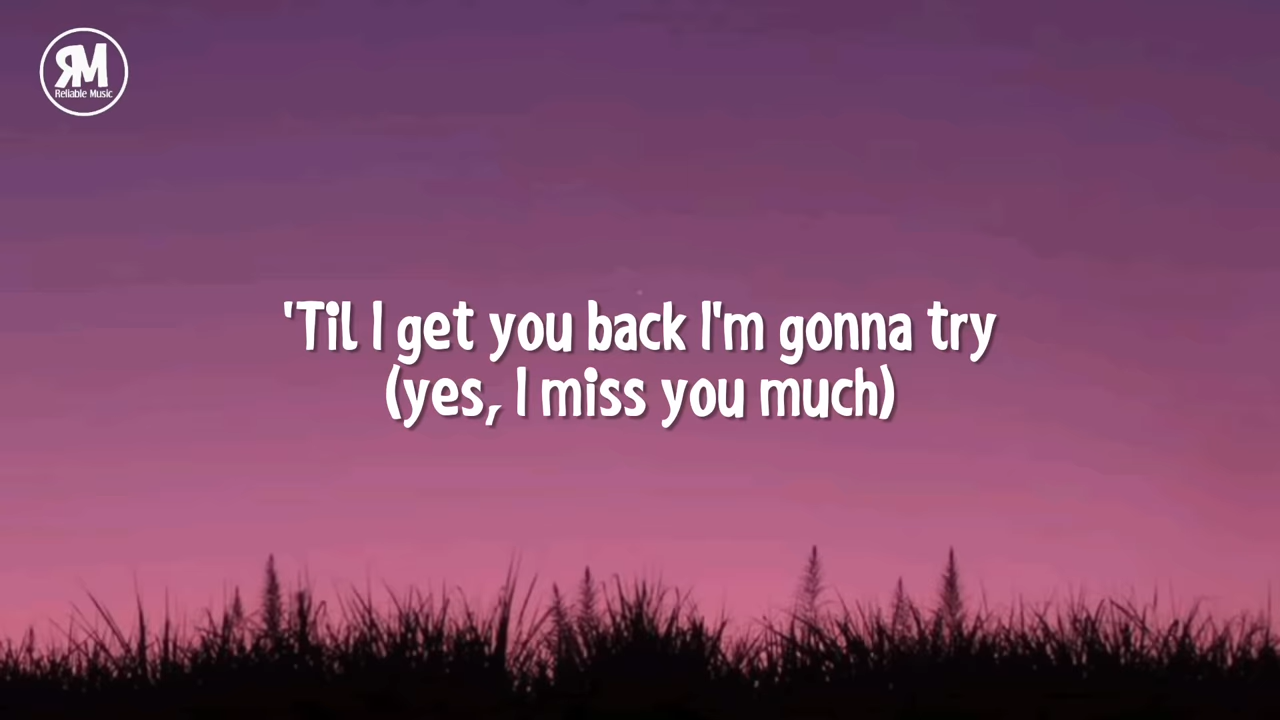 RM
Reliable Music
'Til I get you back I'm gonna try
(yes, I miss you much)